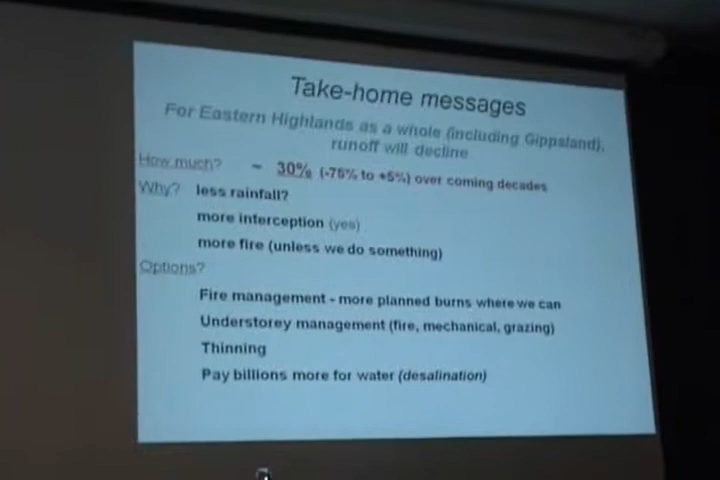 Take-home messages
For Eastern Highlands as a whole (including Gippsland),
runoff will decline
How much? ~ 30% (-75% to +5%) over coming decades
Why? less rainfall?
more interception (yes)
more fire (unless we do something)
Options?
Fire management - more planned burns where we can
Understorey management (fire, mechanical, grazing)
Thinning
Pay billions more for water (desalination)